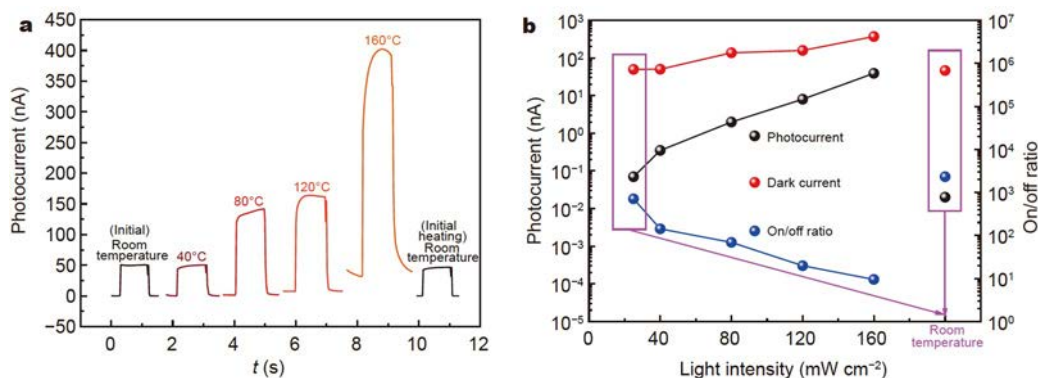 a
450
400
350
300
250
200
150
100
50
0
−50
Photocurrent (nA)
(Initial)
Room
temperature
40°C
80°C
120°C
160°C
(Initial
heating)
Room
temperature
0 2 4 6 8 10 12
t (s)
b
10³
10²
10¹
10⁰
10⁻¹
10⁻²
10⁻³
10⁻⁴
10⁻⁵
Photocurrent (nA)
Photocurrent
Dark current
On/off ratio
10⁷
10⁶
10⁵
10⁴
10³
10²
10¹
10⁰
On/off ratio
0 40 80 120 160
Room
temperature
Light intensity (mW cm⁻²)